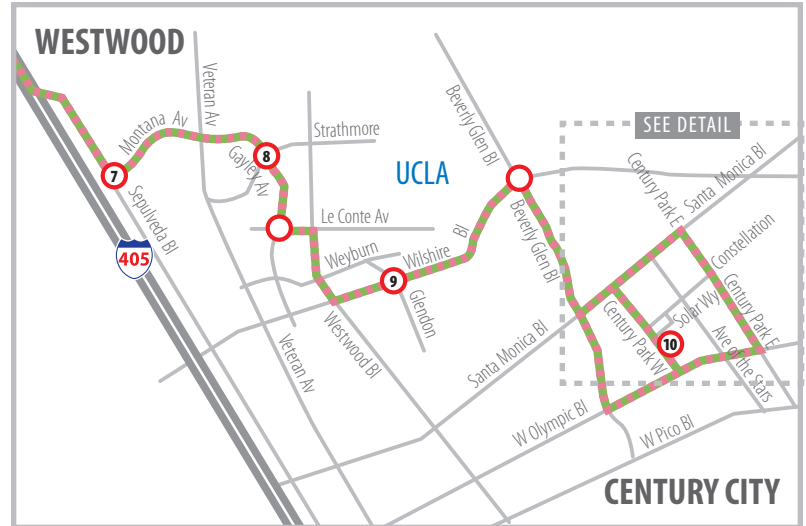 WESTWOOD
Veteran Av
Montana Av
Strathmore
8
Gayley Av
7
UCLA
Beverly Glen Bl
SEE DETAIL
Century Park E
Santa Monica Bl
Le Conte Av
Sepulveda Bl
405
Weyburn
Wilshire Bl
Beverly Glen Bl
Constellation
9
Glendon
Solar Wy
Century Park E
10
Century Park W
Ave of the Stars
Westwood Bl
Veteran Av
Santa Monica Bl
W Olympic Bl
W Pico Bl
CENTURY CITY